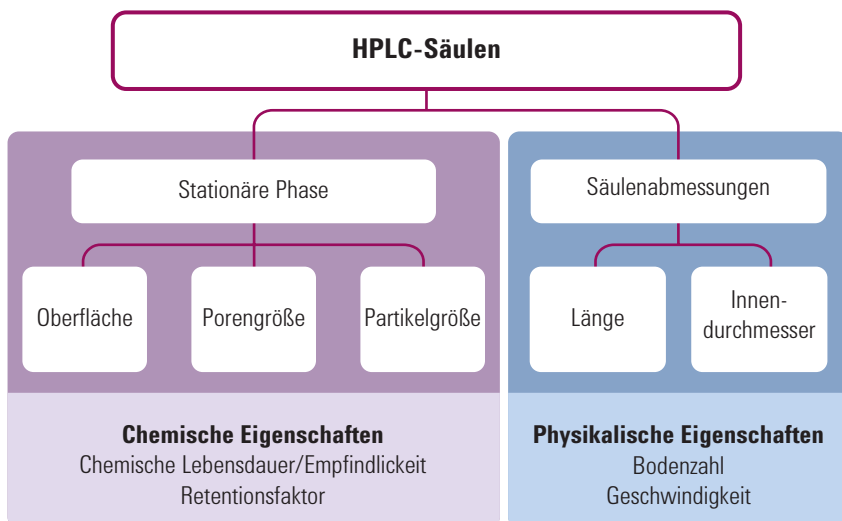 HPLC-Säulen
Stationäre Phase
Oberfläche
Porengröße
Partikelgröße
Chemische Eigenschaften
Chemische Lebensdauer/Empfindlickeit
Retentionsfaktor
Säulenabmessungen
Länge
Innen-
durchmesser
Physikalische Eigenschaften
Bodenzahl
Geschwindigkeit